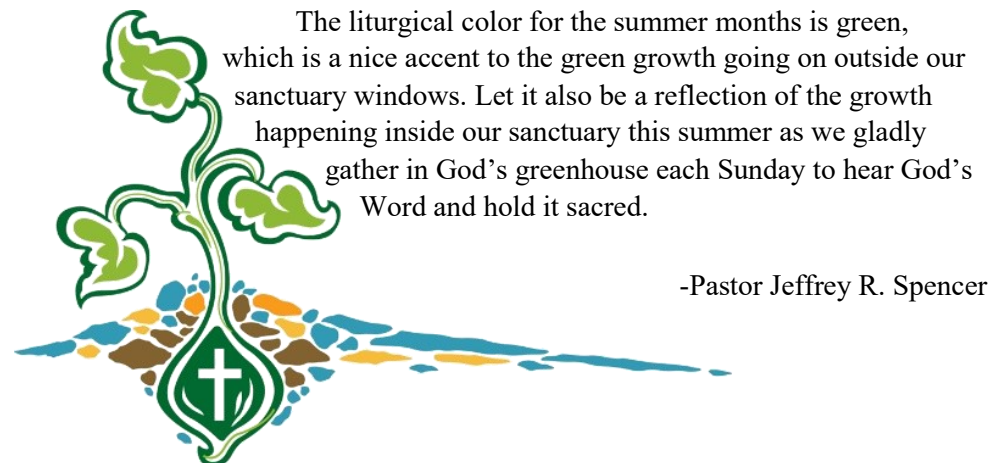 The liturgical color for the summer months is green,
which is a nice accent to the green growth going on outside our
sanctuary windows. Let it also be a reflection of the growth
happening inside our sanctuary this summer as we gladly
gather in God’s greenhouse each Sunday to hear God’s
Word and hold it sacred.
-Pastor Jeffrey R. Spencer